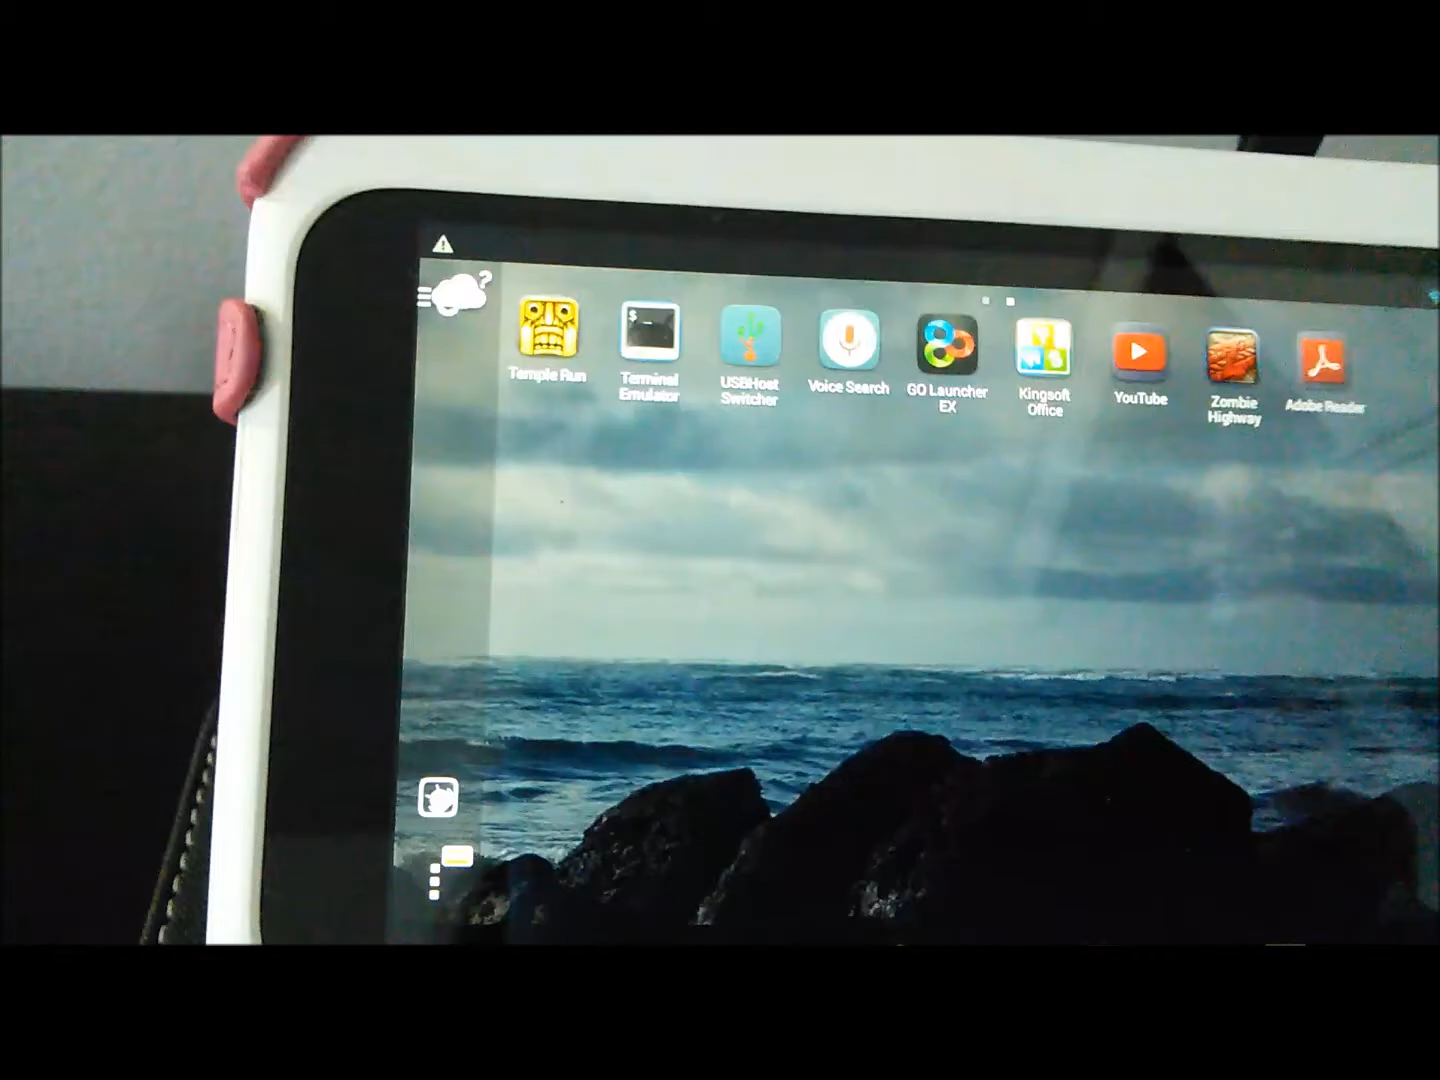 ?
$
Temple Run
Terminal
Emulator
USBHost
Switcher
Voice Search
GO Launcher
EX
Kingsoft
Office
YouTube
Zombie
Highway
Adobe Reader